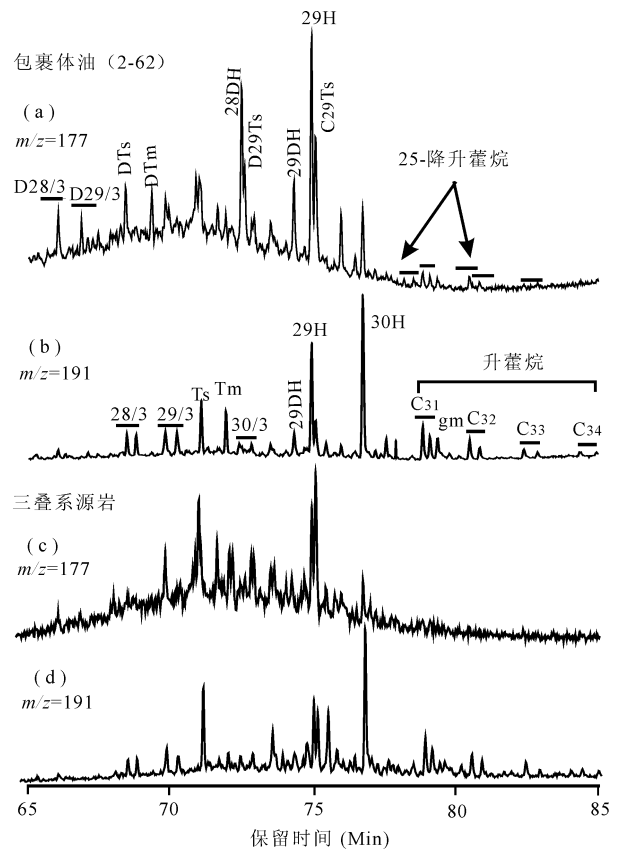 29H
包裹体油（2-62）
(a)
m/z=177
28DH
D29Ts
29DH
C29Ts
DTs
DTm
D28/3
D29/3
25-降升藿烷
(b)
m/z=191
29H
30H
升藿烷
28/3
29/3
Ts
Tm
30/3
29DH
C31
gm
C32
C33
C34
三叠系源岩
(c)
m/z=177
(d)
m/z=191
65 70 75 80 85
保留时间 (Min)